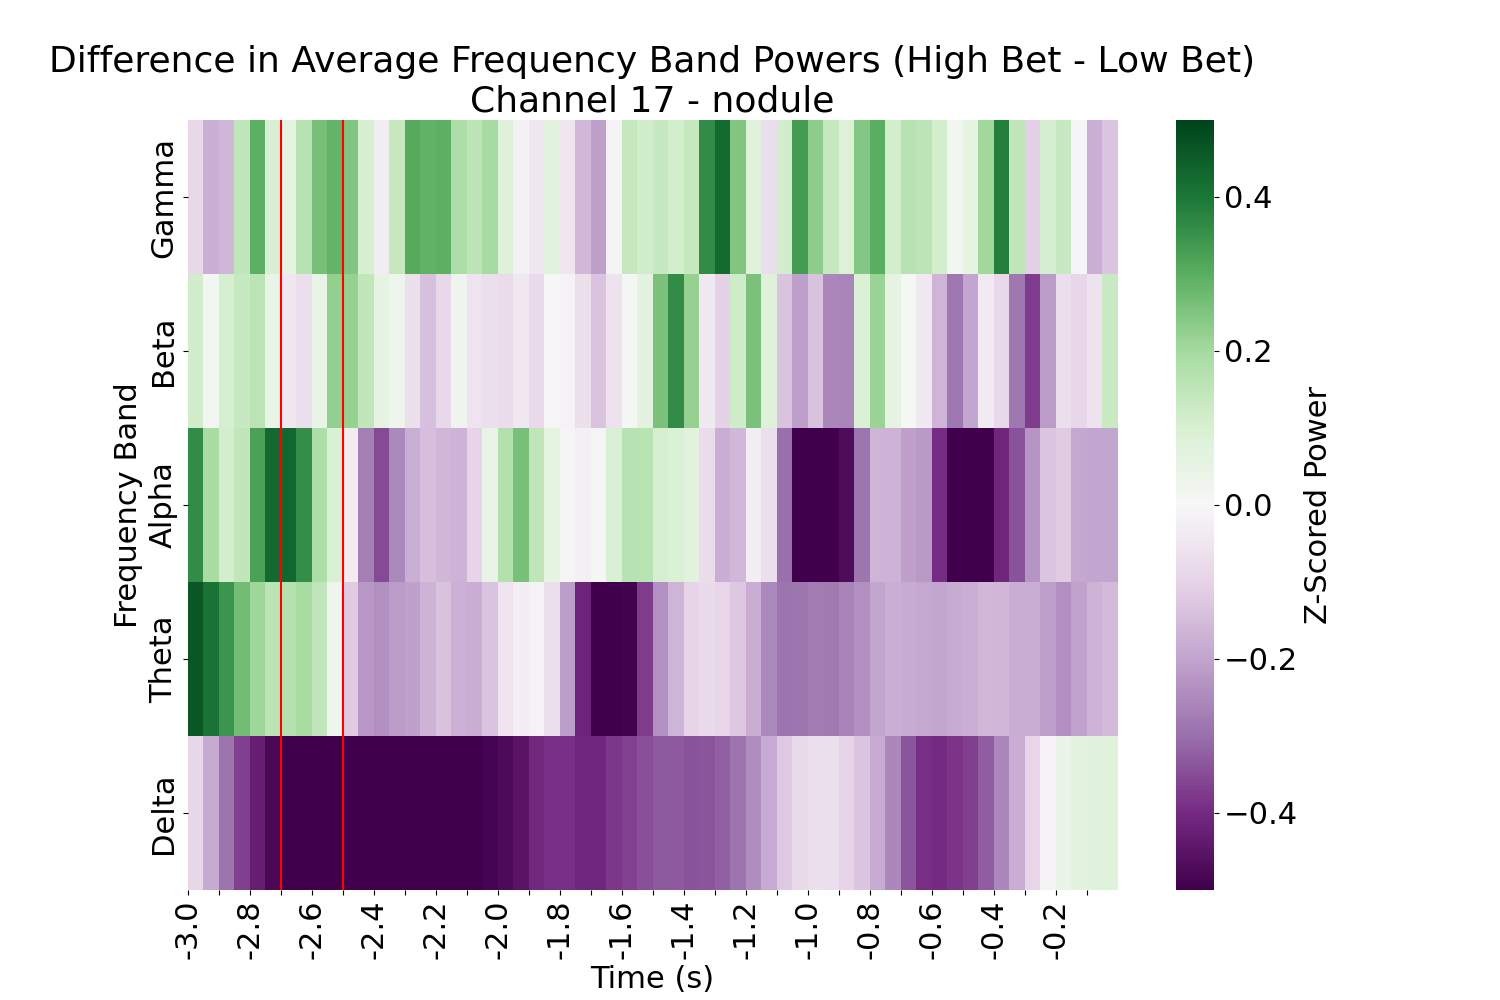 Difference in Average Frequency Band Powers (High Bet - Low Bet)
Channel 17 - nodule
Frequency Band
Gamma
Beta
Alpha
Theta
Delta
-3.0
-2.8
-2.6
-2.4
-2.2
-2.0
-1.8
-1.6
-1.4
-1.2
-1.0
-0.8
-0.6
-0.4
-0.2
Time (s)
0.4
0.2
0.0
−0.2
−0.4
Z-Scored Power